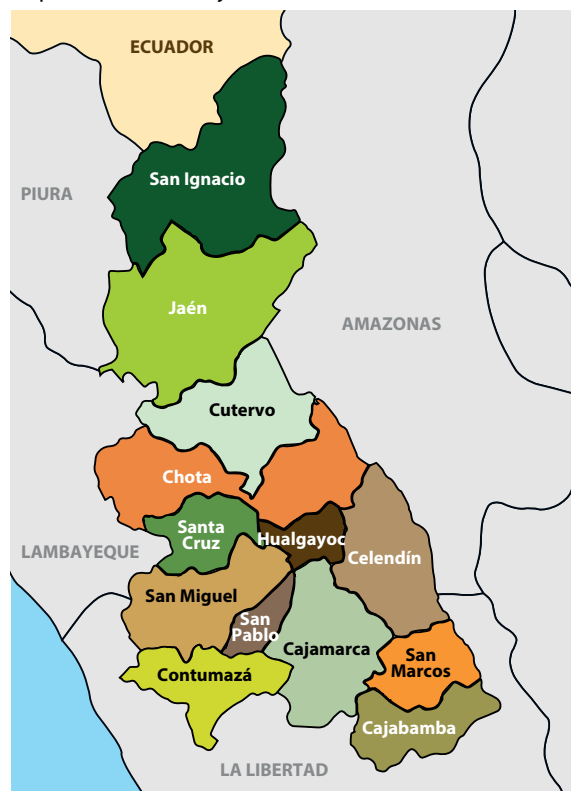 ECUADOR
San Ignacio
PIURA
Jaén
AMAZONAS
Cutervo
Chota
Santa
Cruz
Hualgayoc
LAMBAYEQUE
Celendín
San Miguel
San
Pablo
Cajamarca
San
Marcos
Contumazá
Cajabamba
LA LIBERTAD